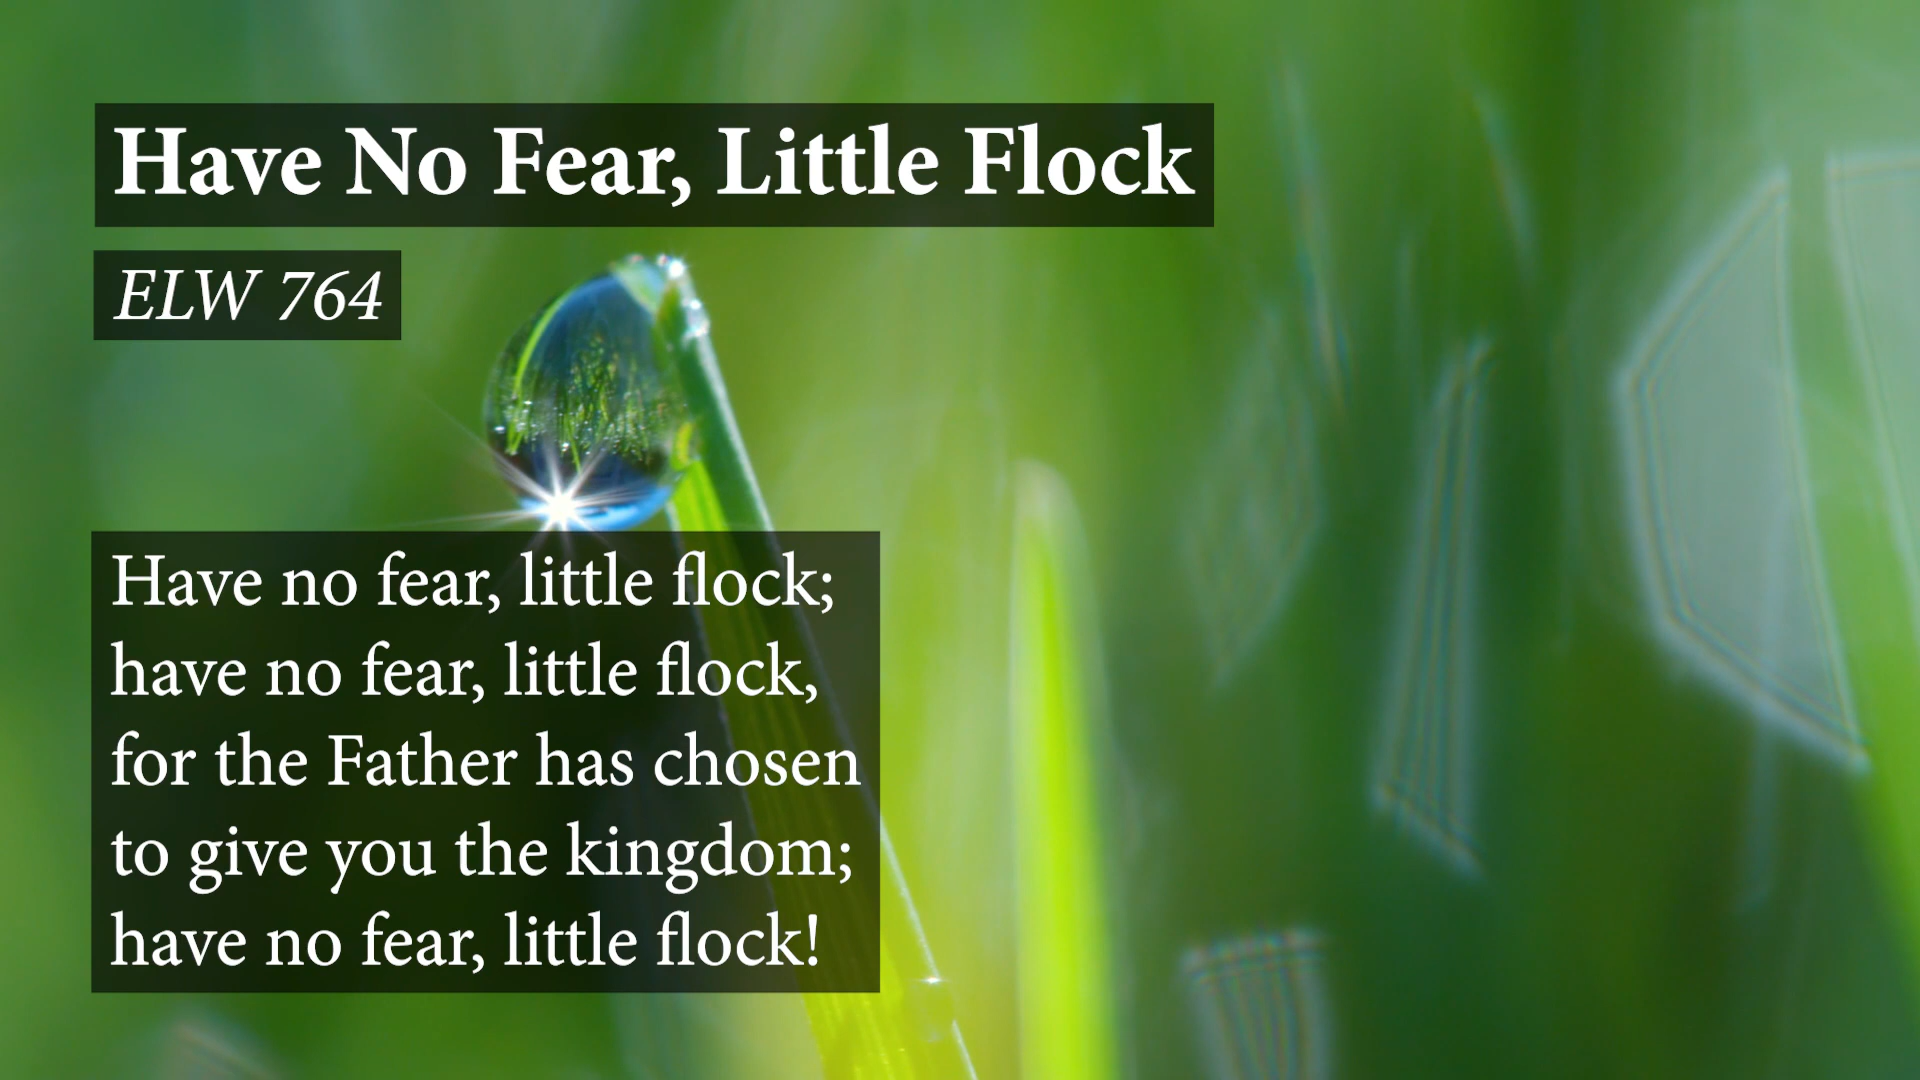 Have No Fear, Little Flock
ELW 764
Have no fear, little flock;
have no fear, little flock,
for the Father has chosen
to give you the kingdom;
have no fear, little flock!